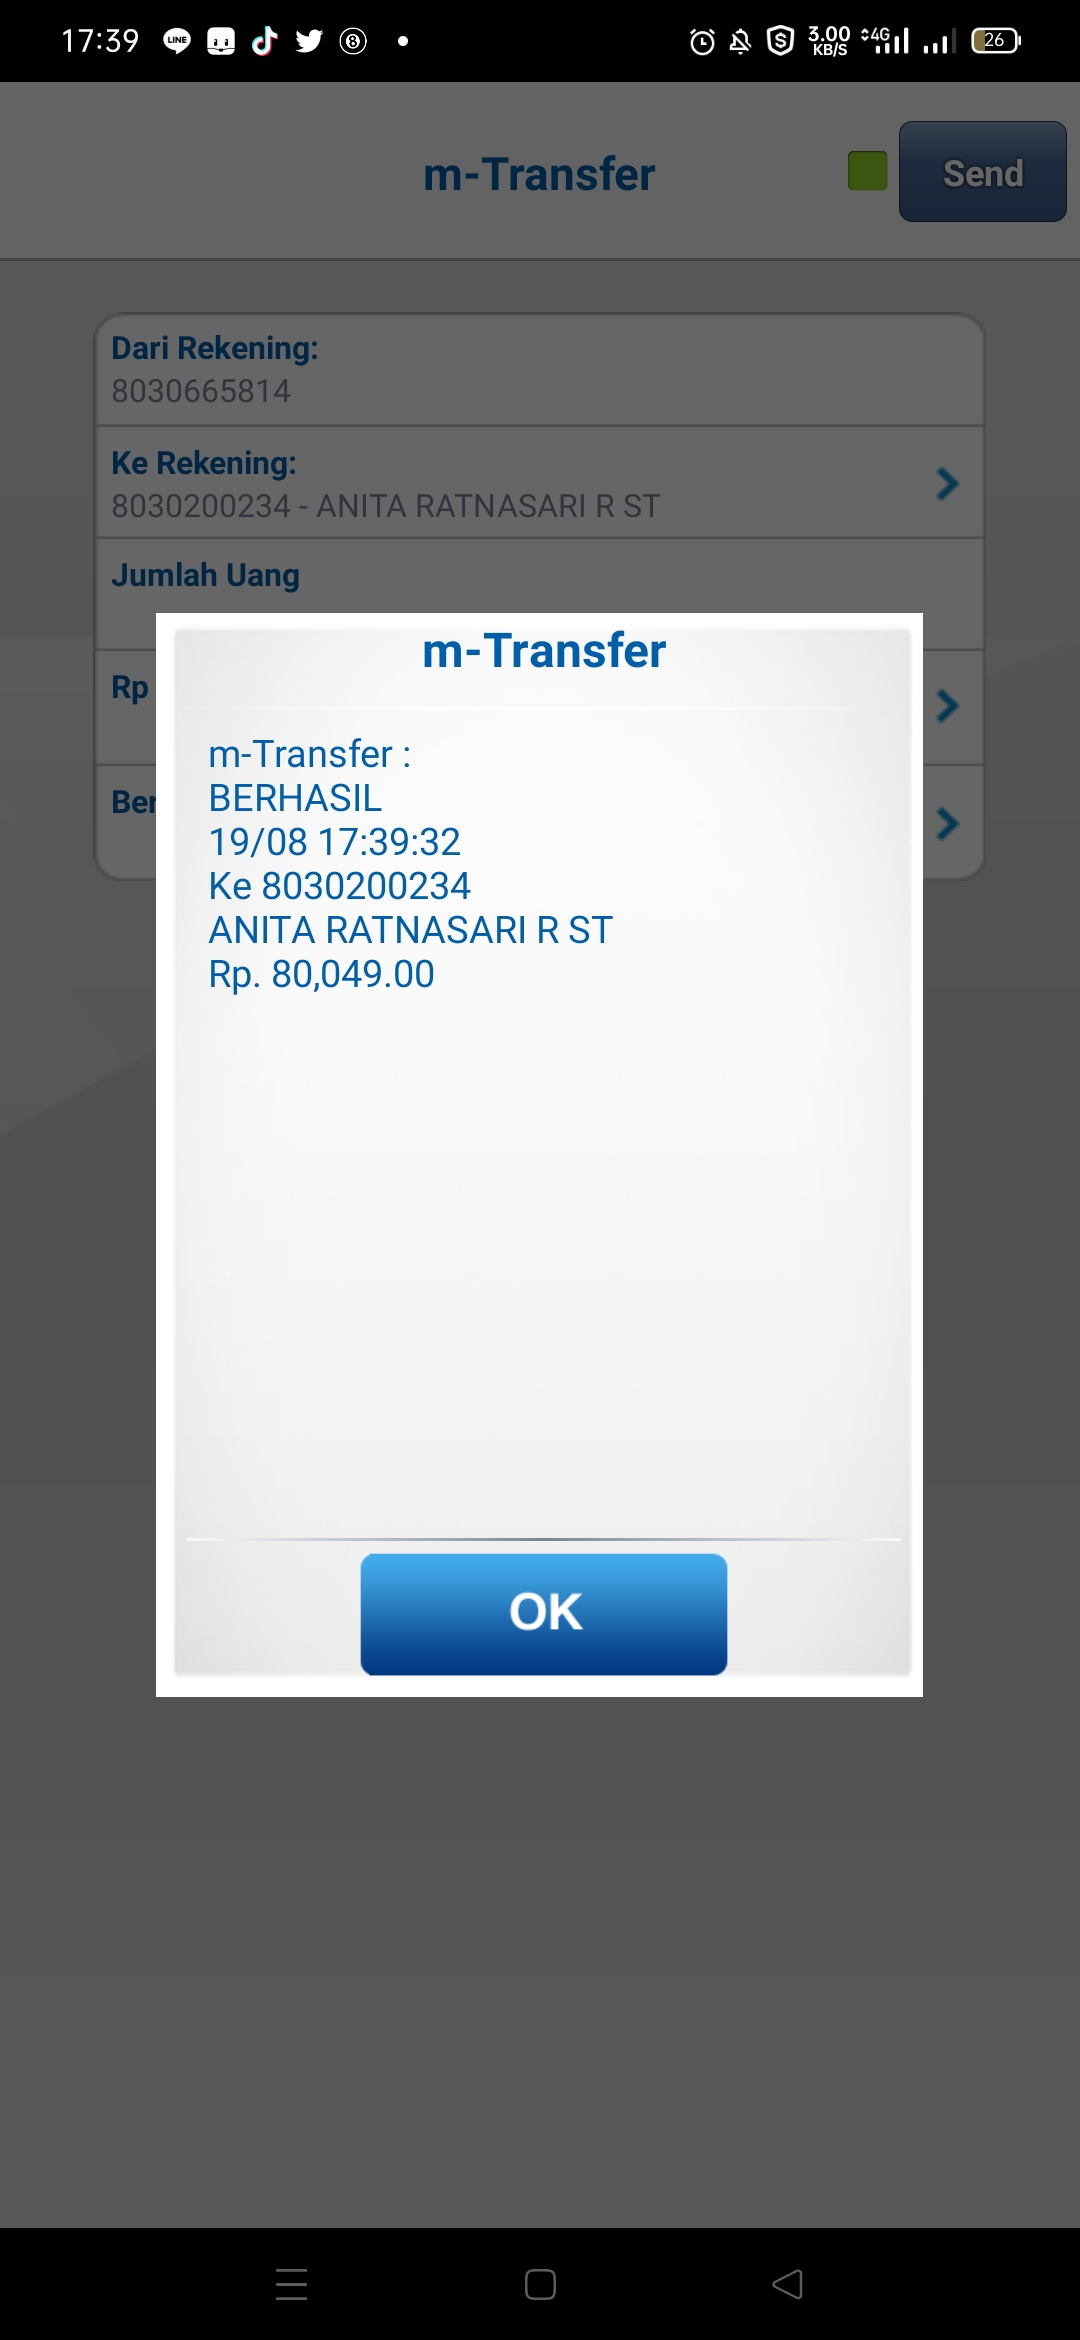 17:39
LINE
3.00
KB/S
4G
26
m-Transfer
Send
Dari Rekening:
8030665814
Ke Rekening:
8030200234 - ANITA RATNASARI R ST
Jumlah Uang
Rp
m-Transfer
m-Transfer :
BERHASIL
19/08 17:39:32
Ke 8030200234
ANITA RATNASARI R ST
Rp. 80,049.00
OK